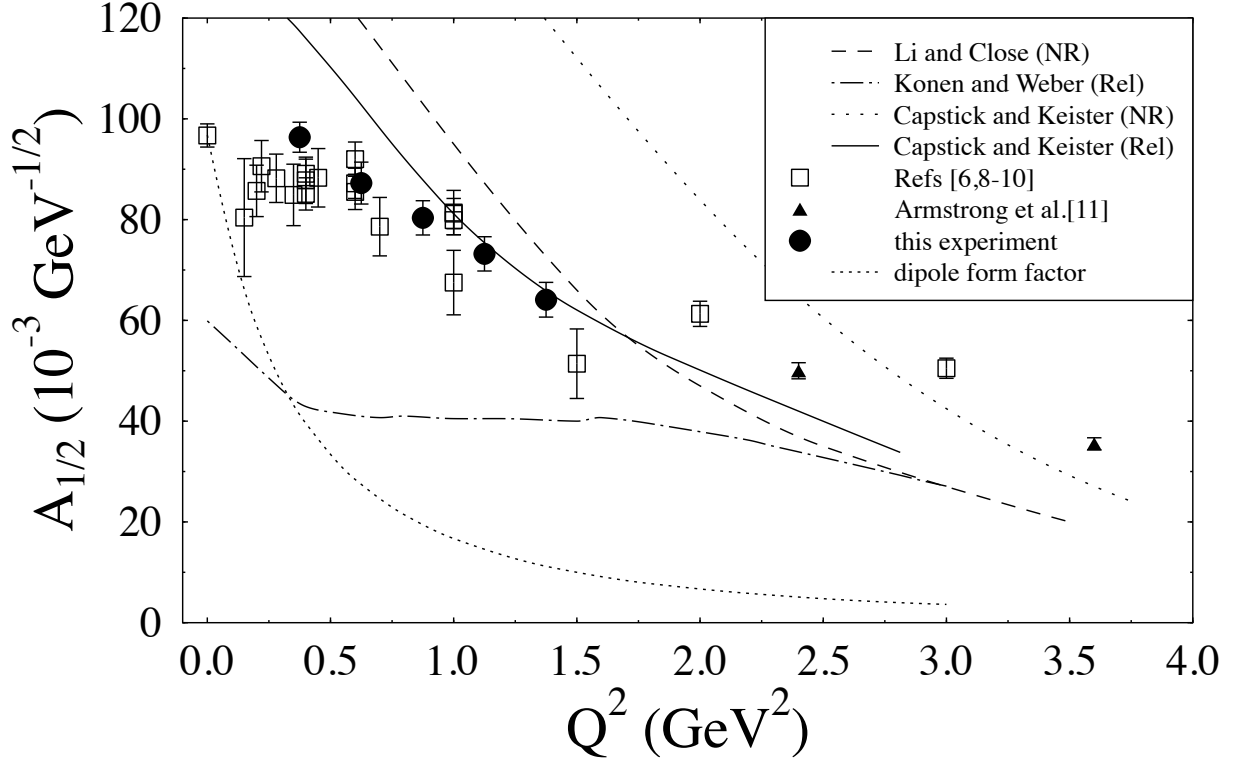 120
100
80
60
40
20
0
A1/2 (10^-3 GeV^-1/2)
Li and Close (NR)
Konen and Weber (Rel)
Capstick and Keister (NR)
Capstick and Keister (Rel)
Refs [6,8-10]
Armstrong et al.[11]
this experiment
dipole form factor
0.0 0.5 1.0 1.5 2.0 2.5 3.0 3.5 4.0
Q^2 (GeV^2)